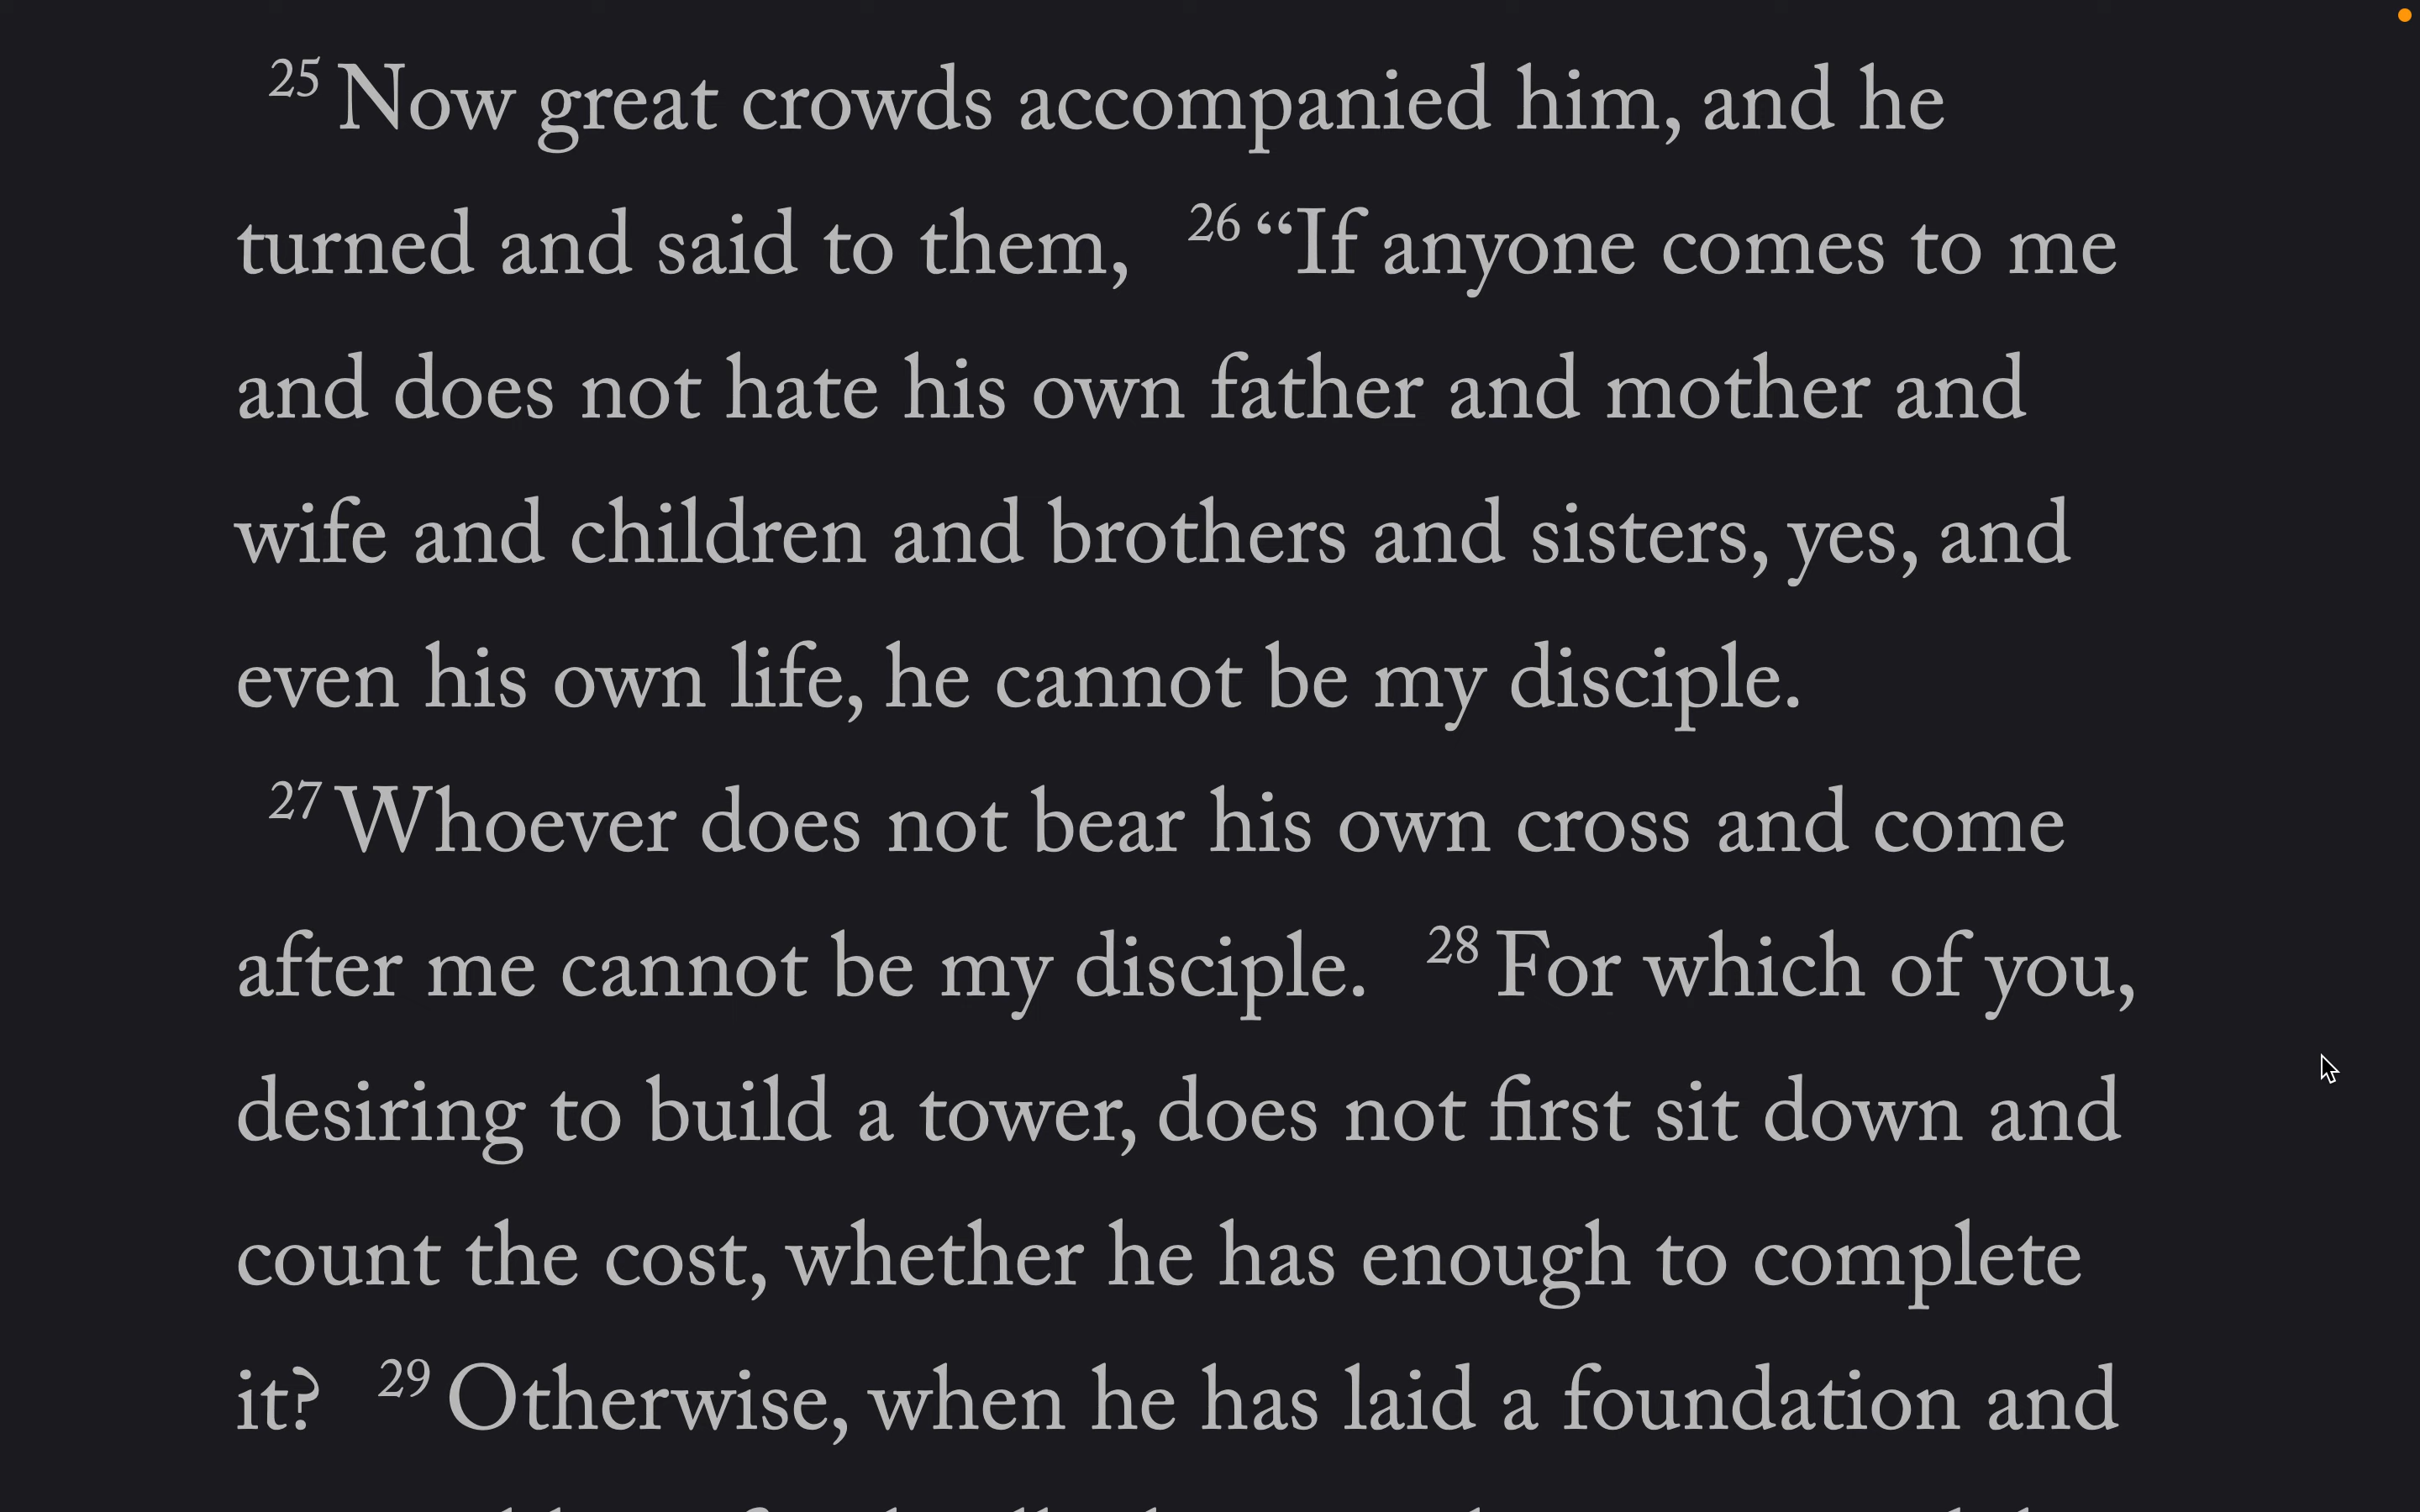 25 Now great crowds accompanied him, and he
turned and said to them, 26 “If anyone comes to me
and does not hate his own father and mother and
wife and children and brothers and sisters, yes, and
even his own life, he cannot be my disciple.
27 Whoever does not bear his own cross and come
after me cannot be my disciple. 28 For which of you,
desiring to build a tower, does not first sit down and
count the cost, whether he has enough to complete
it? 29 Otherwise, when he has laid a foundation and